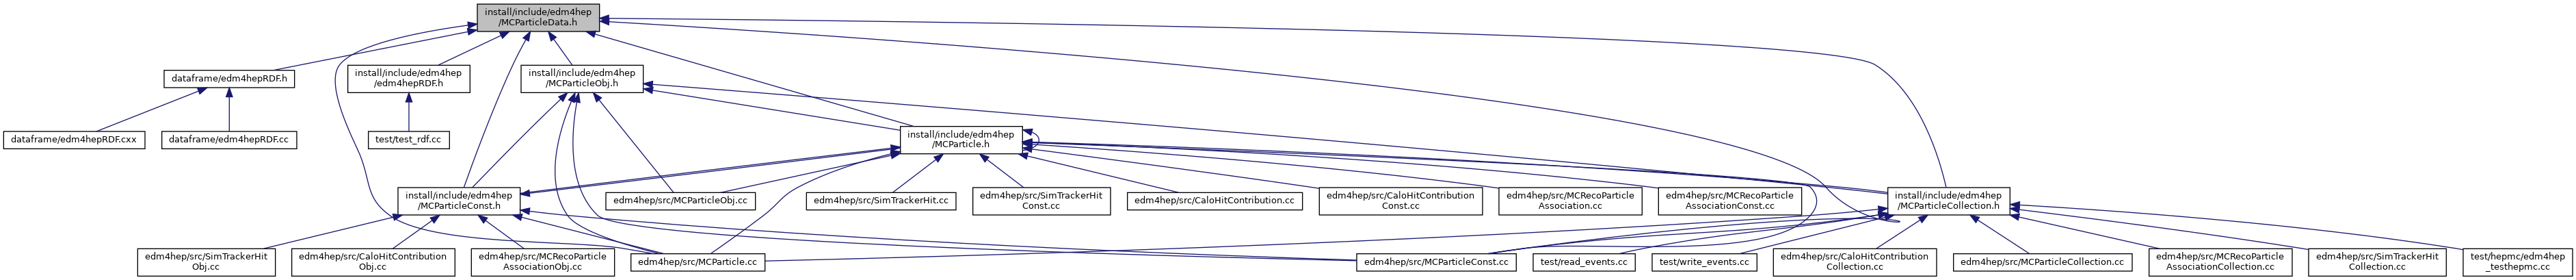 install/include/edm4hep
/MCParticleData.h
dataframe/edm4hepRDF.h
install/include/edm4hep
/edm4hepRDF.h
install/include/edm4hep
/MCParticleObj.h
dataframe/edm4hepRDF.cxx
dataframe/edm4hepRDF.cc
test/test_rdf.cc
install/include/edm4hep
/MCParticle.h
install/include/edm4hep
/MCParticleConst.h
edm4hep/src/MCParticleObj.cc
edm4hep/src/SimTrackerHit.cc
edm4hep/src/SimTrackerHit
Const.cc
edm4hep/src/CaloHitContribution.cc
edm4hep/src/CaloHitContribution
Const.cc
edm4hep/src/MCRecoParticle
Association.cc
edm4hep/src/MCRecoParticle
AssociationConst.cc
install/include/edm4hep
/MCParticleCollection.h
edm4hep/src/SimTrackerHit
Obj.cc
edm4hep/src/CaloHitContribution
Obj.cc
edm4hep/src/MCRecoParticle
AssociationObj.cc
edm4hep/src/MCParticle.cc
edm4hep/src/MCParticleConst.cc
test/read_events.cc
test/write_events.cc
edm4hep/src/CaloHitContribution
Collection.cc
edm4hep/src/MCParticleCollection.cc
edm4hep/src/MCRecoParticle
AssociationCollection.cc
edm4hep/src/SimTrackerHit
Collection.cc
test/hepmc/edm4hep
_testhepmc.cc